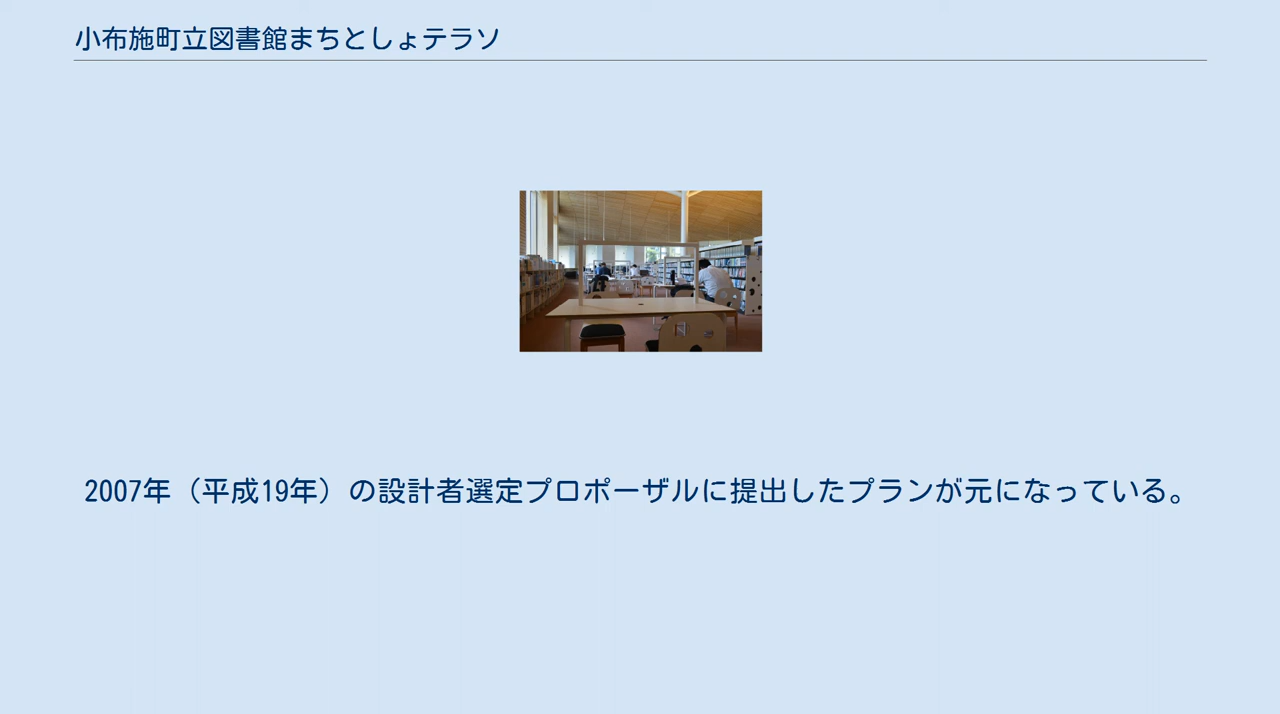 小布施町立図書館まちとしょテラソ
2007年（平成19年）の設計者選定プロポーザルに提出したプランが元になっている。